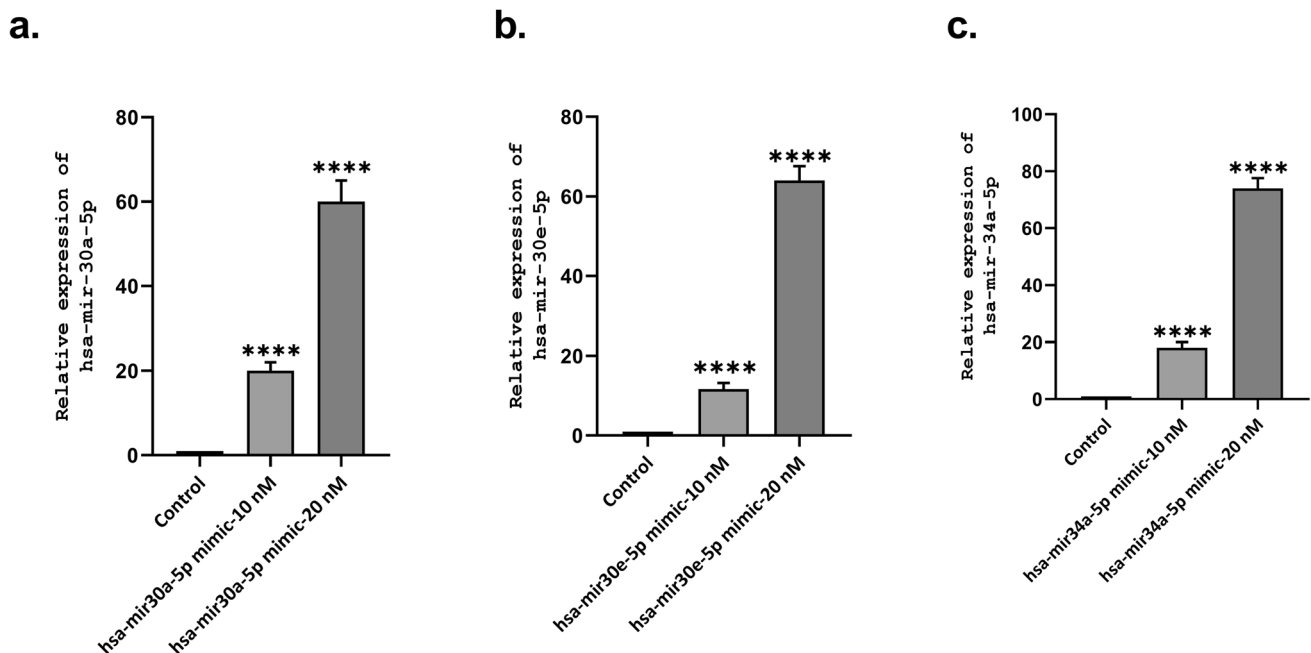 a.
Relative expression of
hsa-mir-30a-5p
80
60
40
20
0
****
****
Control
hsa-mir30a-5p mimic-10 nM
hsa-mir30a-5p mimic-20 nM
b.
Relative expression of
hsa-mir-30e-5p
80
60
40
20
0
****
****
Control
hsa-mir30e-5p mimic-10 nM
hsa-mir30e-5p mimic-20 nM
c.
Relative expression of
hsa-mir-34a-5p
100
80
60
40
20
0
****
****
Control
hsa-mir34a-5p mimic-10 nM
hsa-mir34a-5p mimic-20 nM